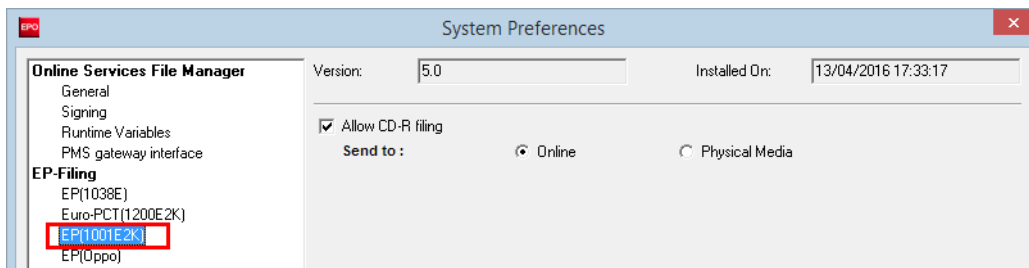 EPO
System Preferences
×
Online Services File Manager
General
Signing
Runtime Variables
PMS gateway interface
EP-Filing
EP(1038E)
Euro-PCT(1200E2K)
EP(1001E2K)
EP(Oppo)
Version: 5.0 Installed On: 13/04/2016 17:33:17
Allow CD-R filing
Send to : Online Physical Media